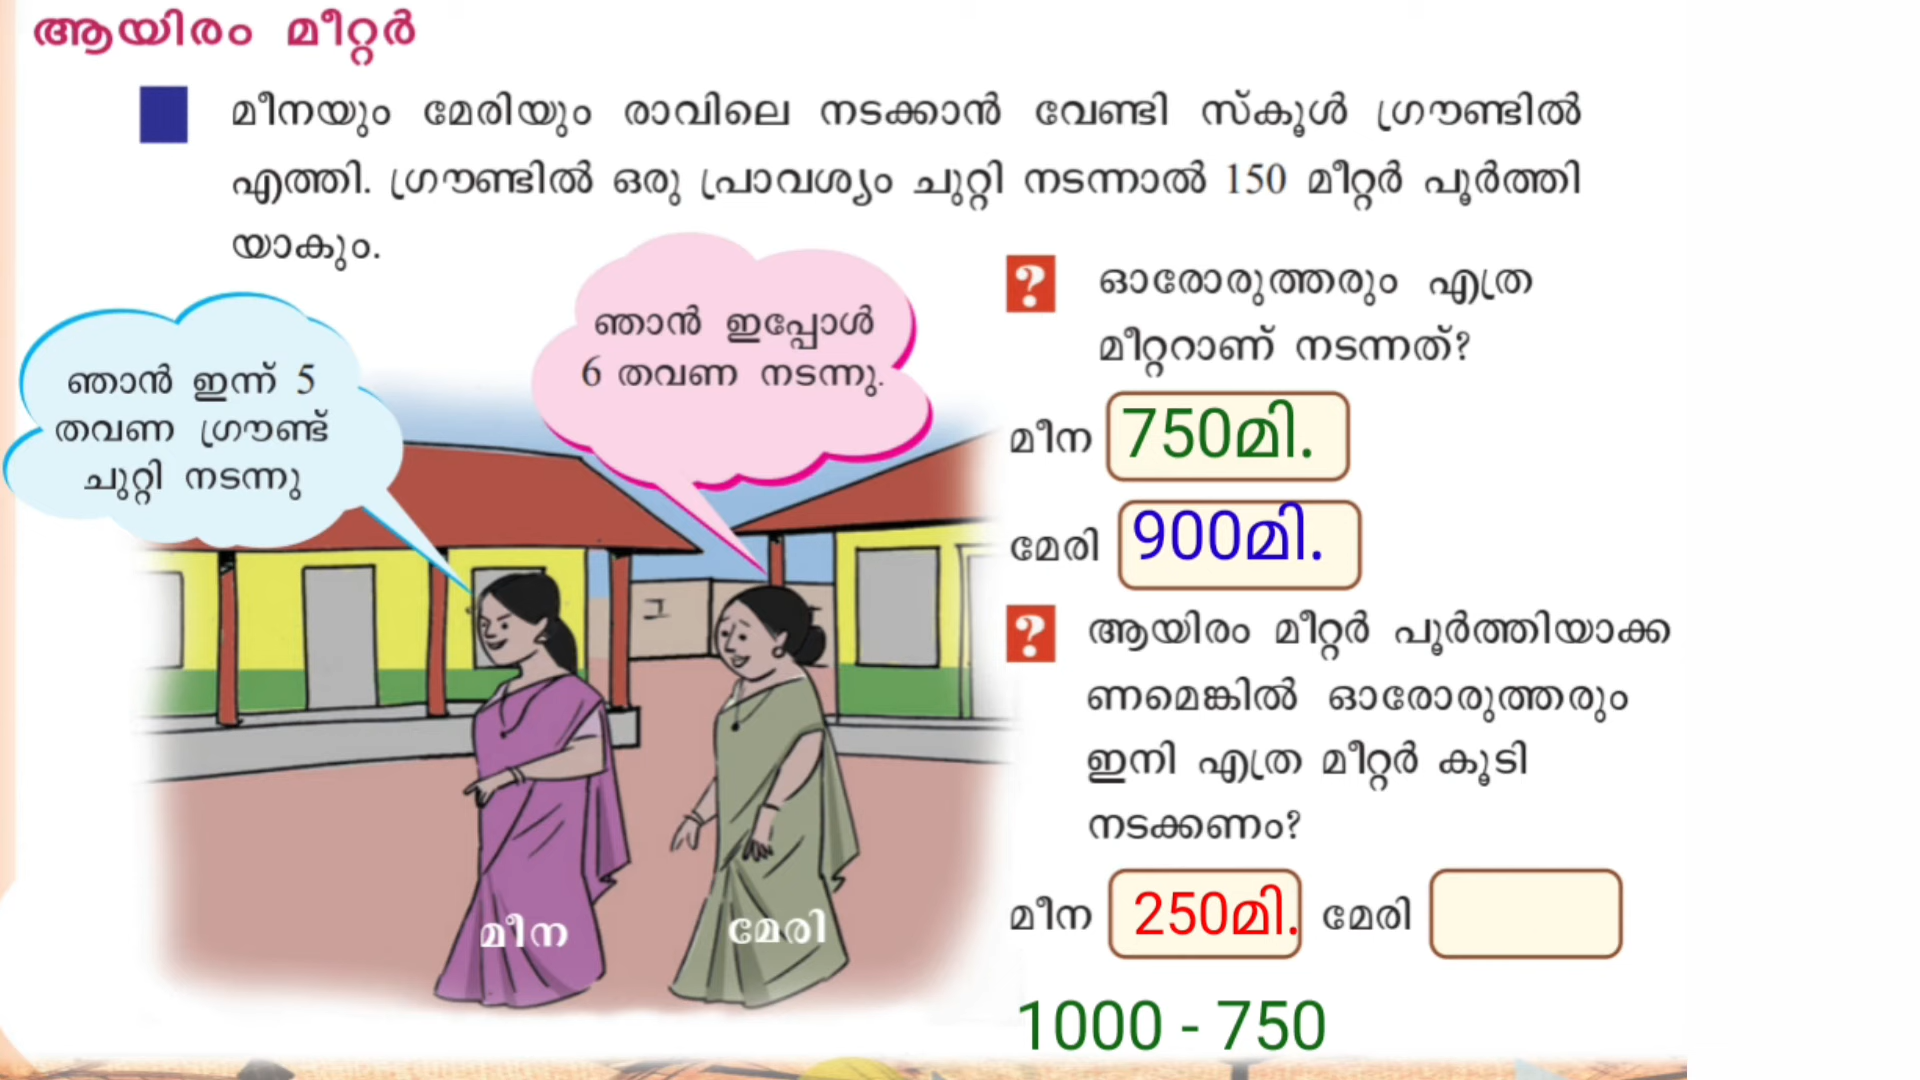 ആയിരം മീറ്റർ
മീനയും മേരിയും രാവിലെ നടക്കാൻ വേണ്ടി സ്കൂൾ ഗ്രൗണ്ടിൽ
എത്തി. ഗ്രൗണ്ടിൽ ഒരു പ്രാവശ്യം ചുറ്റി നടന്നാൽ 150 മീറ്റർ പൂർത്തി
യാകും.
ഞാൻ ഇന്ന് 5
തവണ ഗ്രൗണ്ട്
ചുറ്റി നടന്നു
ഞാൻ ഇപ്പോൾ
6 തവണ നടന്നു.
മീന
മേരി
? ഓരോരുത്തരും എത്ര
മീറ്ററാണ് നടന്നത്?
മീന 750മി.
മേരി 900മി.
? ആയിരം മീറ്റർ പൂർത്തിയാക്ക
ണമെങ്കിൽ ഓരോരുത്തരും
ഇനി എത്ര മീറ്റർ കൂടി
നടക്കണം?
മീന 250മി. മേരി
1000 - 750